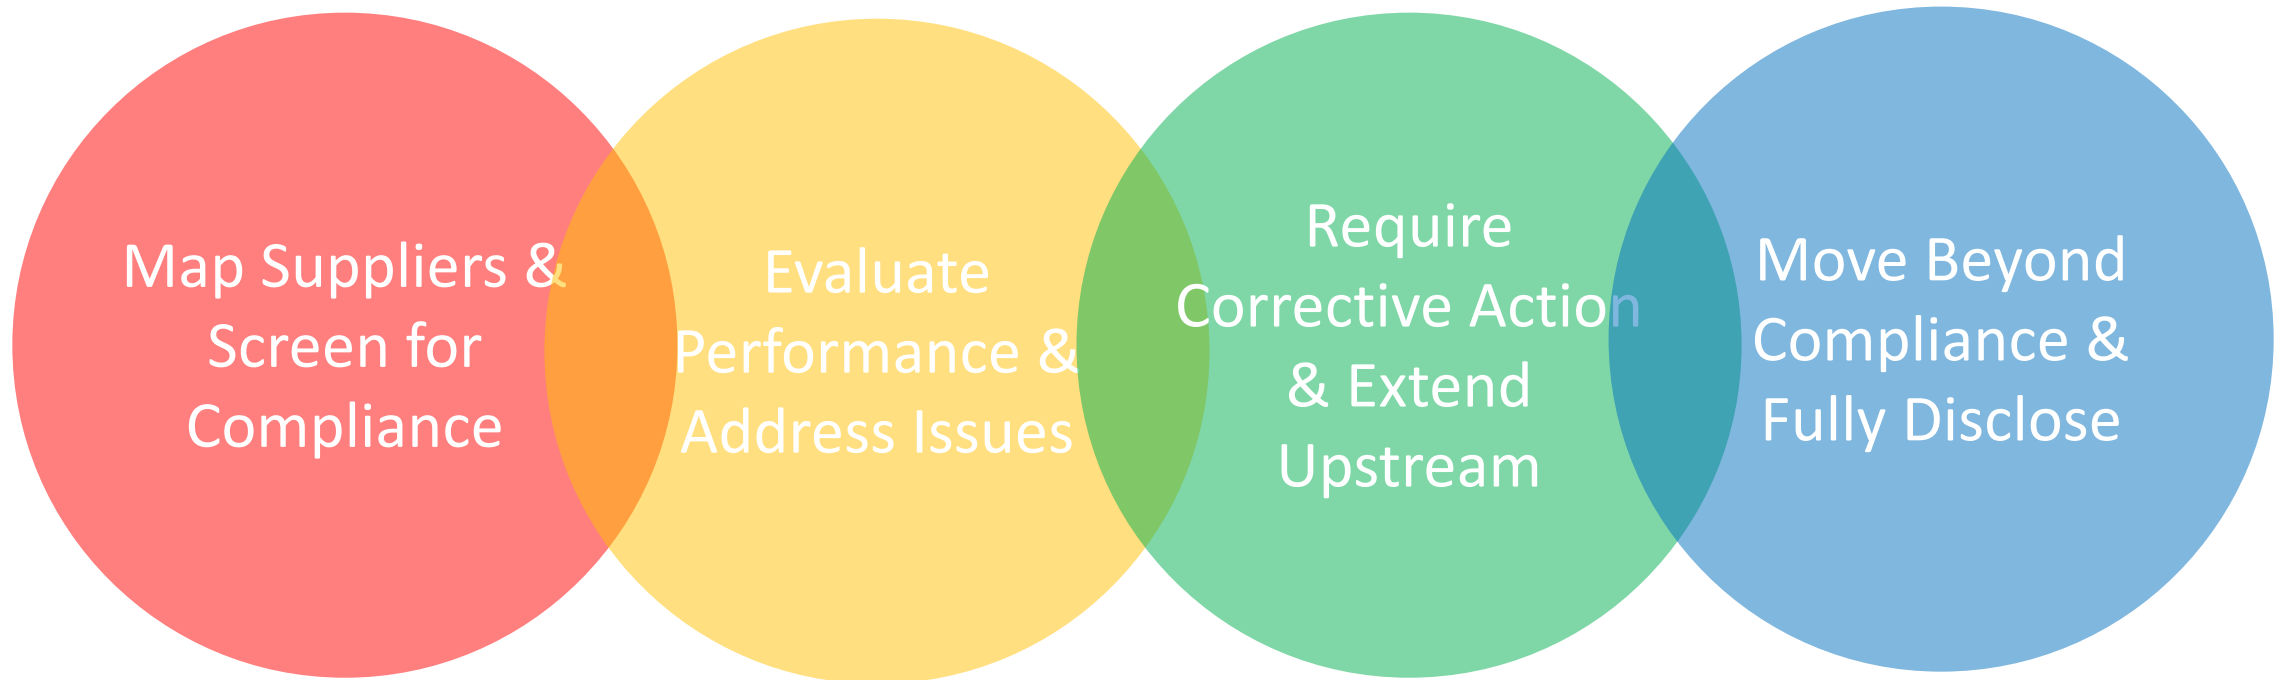 Map Suppliers &
Screen for
Compliance
Evaluate
Performance &
Address Issues
Require
Corrective Action
& Extend
Upstream
Move Beyond
Compliance &
Fully Disclose